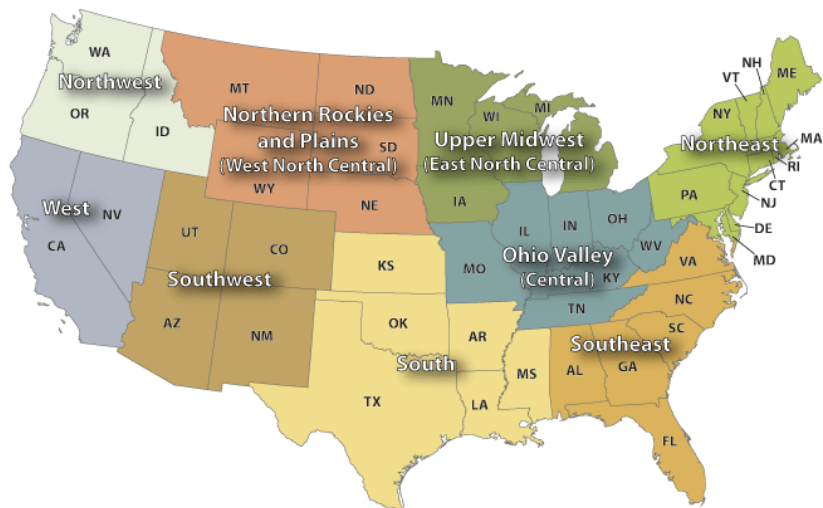 WA
Northwest
OR
ID
MT
ND
Northern Rockies
and Plains
(West North Central)
SD
WY
NE
MN
WI
MI
Upper Midwest
(East North Central)
IA
NH
VT
ME
NY
Northeast
MA
RI
CT
PA
NJ
DE
MD
West
NV
CA
UT
CO
Southwest
AZ
NM
KS
OK
AR
South
TX
LA
MS
IL
IN
OH
WV
Ohio Valley
(Central)
MO
KY
TN
VA
NC
SC
Southeast
AL
GA
FL